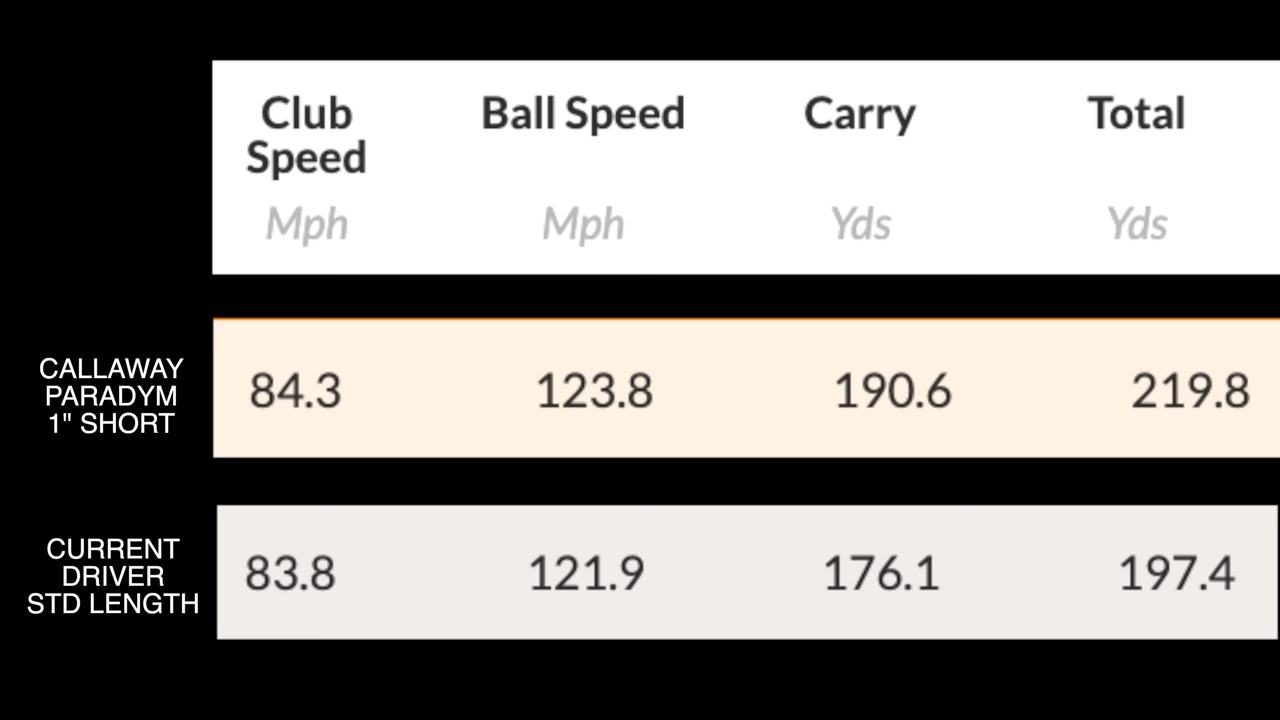 Club Speed Ball Speed Carry Total
Mph Mph Yds Yds
CALLAWAY
PARADYM
1" SHORT
84.3 123.8 190.6 219.8
CURRENT
DRIVER
STD LENGTH
83.8 121.9 176.1 197.4